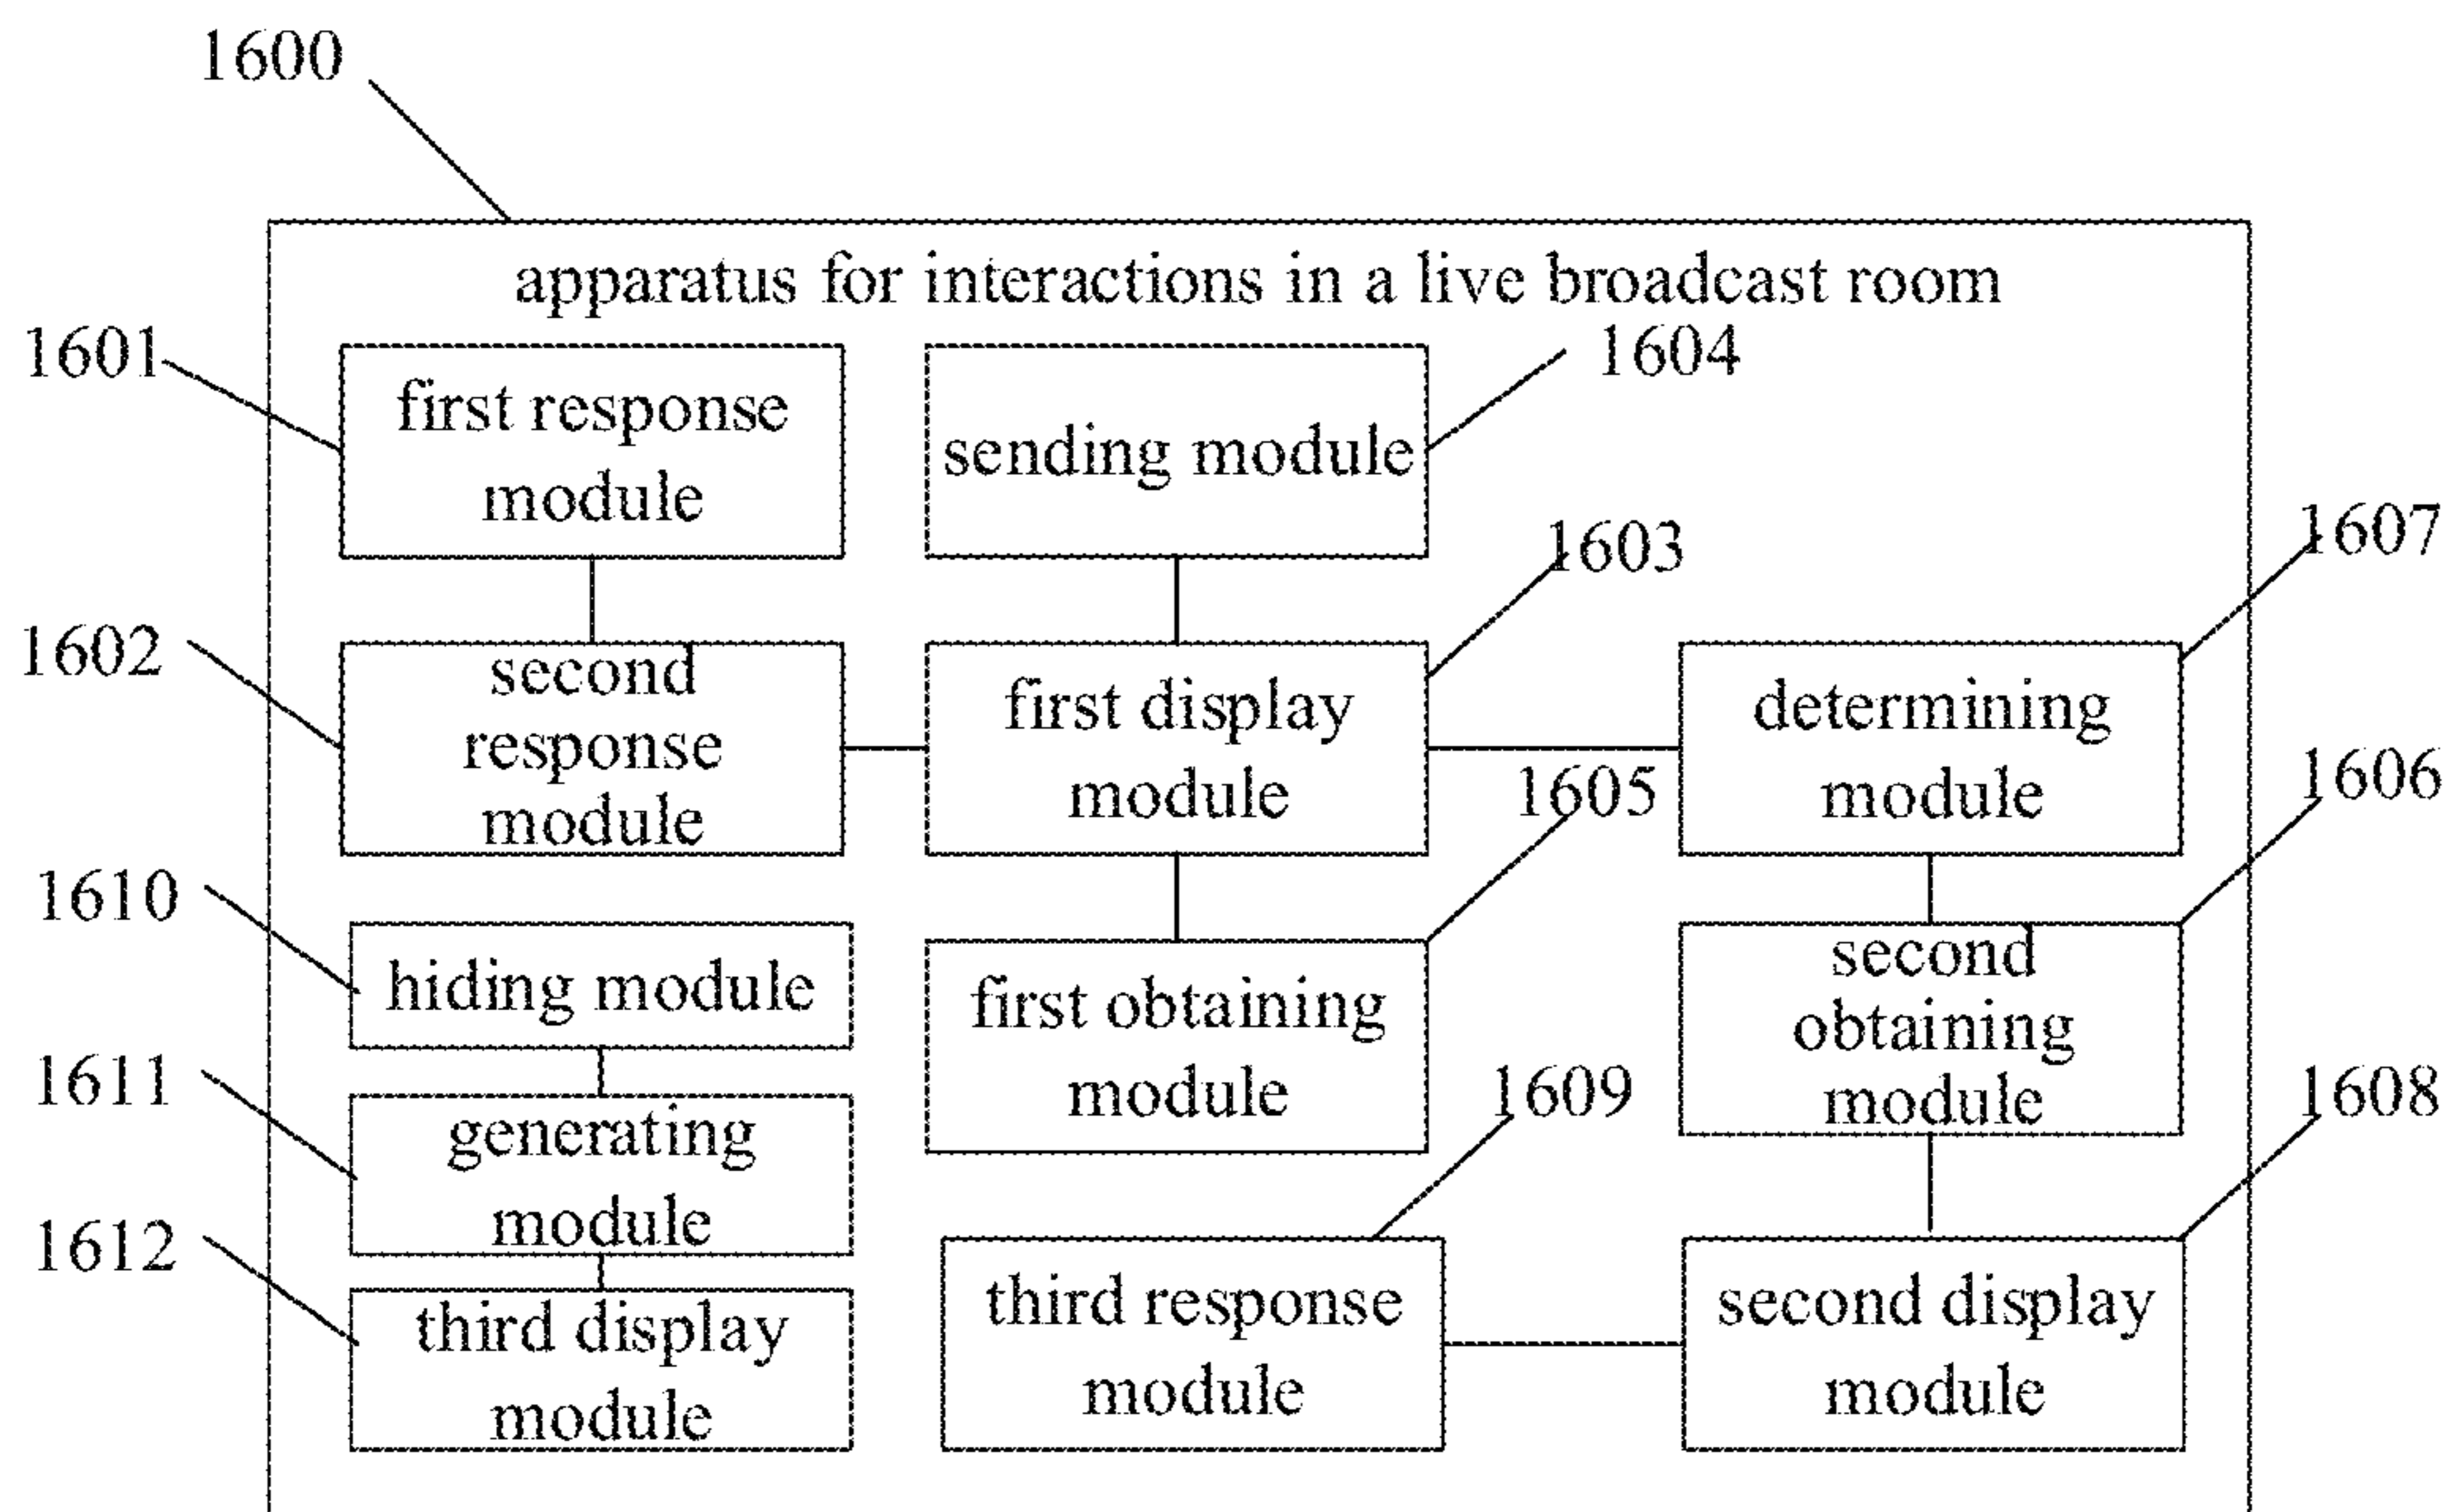 1600
apparatus for interactions in a live broadcast room
1601
first response
module
sending module
1604
1603
1607
1602
second
response
module
first display
module
determining
module
1605
1606
1610
hiding module
first obtaining
module
second
obtaining
module
1611
generating
module
1609
1608
1612
third display
module
third response
module
second display
module